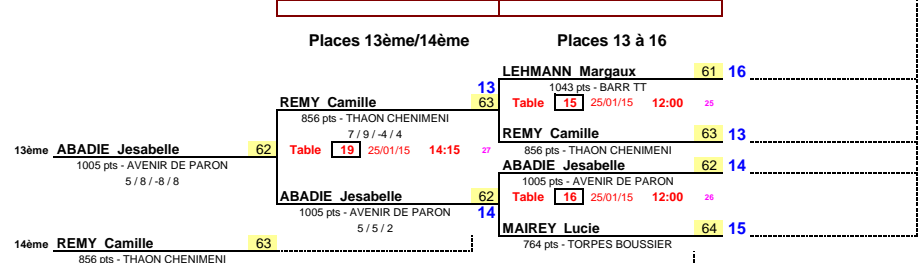 Places 13ème/14ème
Places 13 à 16
LEHMANN Margaux 61 16
1043 pts - BARR TT
13
REMY Camille 63
Table 15 25/01/15 12:00 25
856 pts - THAON CHENIMENI
7 / 9 / -4 / 4
REMY Camille 63 13
856 pts - THAON CHENIMENI
13ème ABADIE Jesabelle 62
Table 19 25/01/15 14:15 27
1005 pts - AVENIR DE PARON
5 / 8 / -8 / 8
ABADIE Jesabelle 62 14
1005 pts - AVENIR DE PARON
ABADIE Jesabelle 62
Table 16 25/01/15 12:00 26
1005 pts - AVENIR DE PARON
14
5 / 5 / 2
MAIREY Lucie 64 15
764 pts - TORPES BOUSSIER
14ème REMY Camille 63
856 pts - THAON CHENIMENI